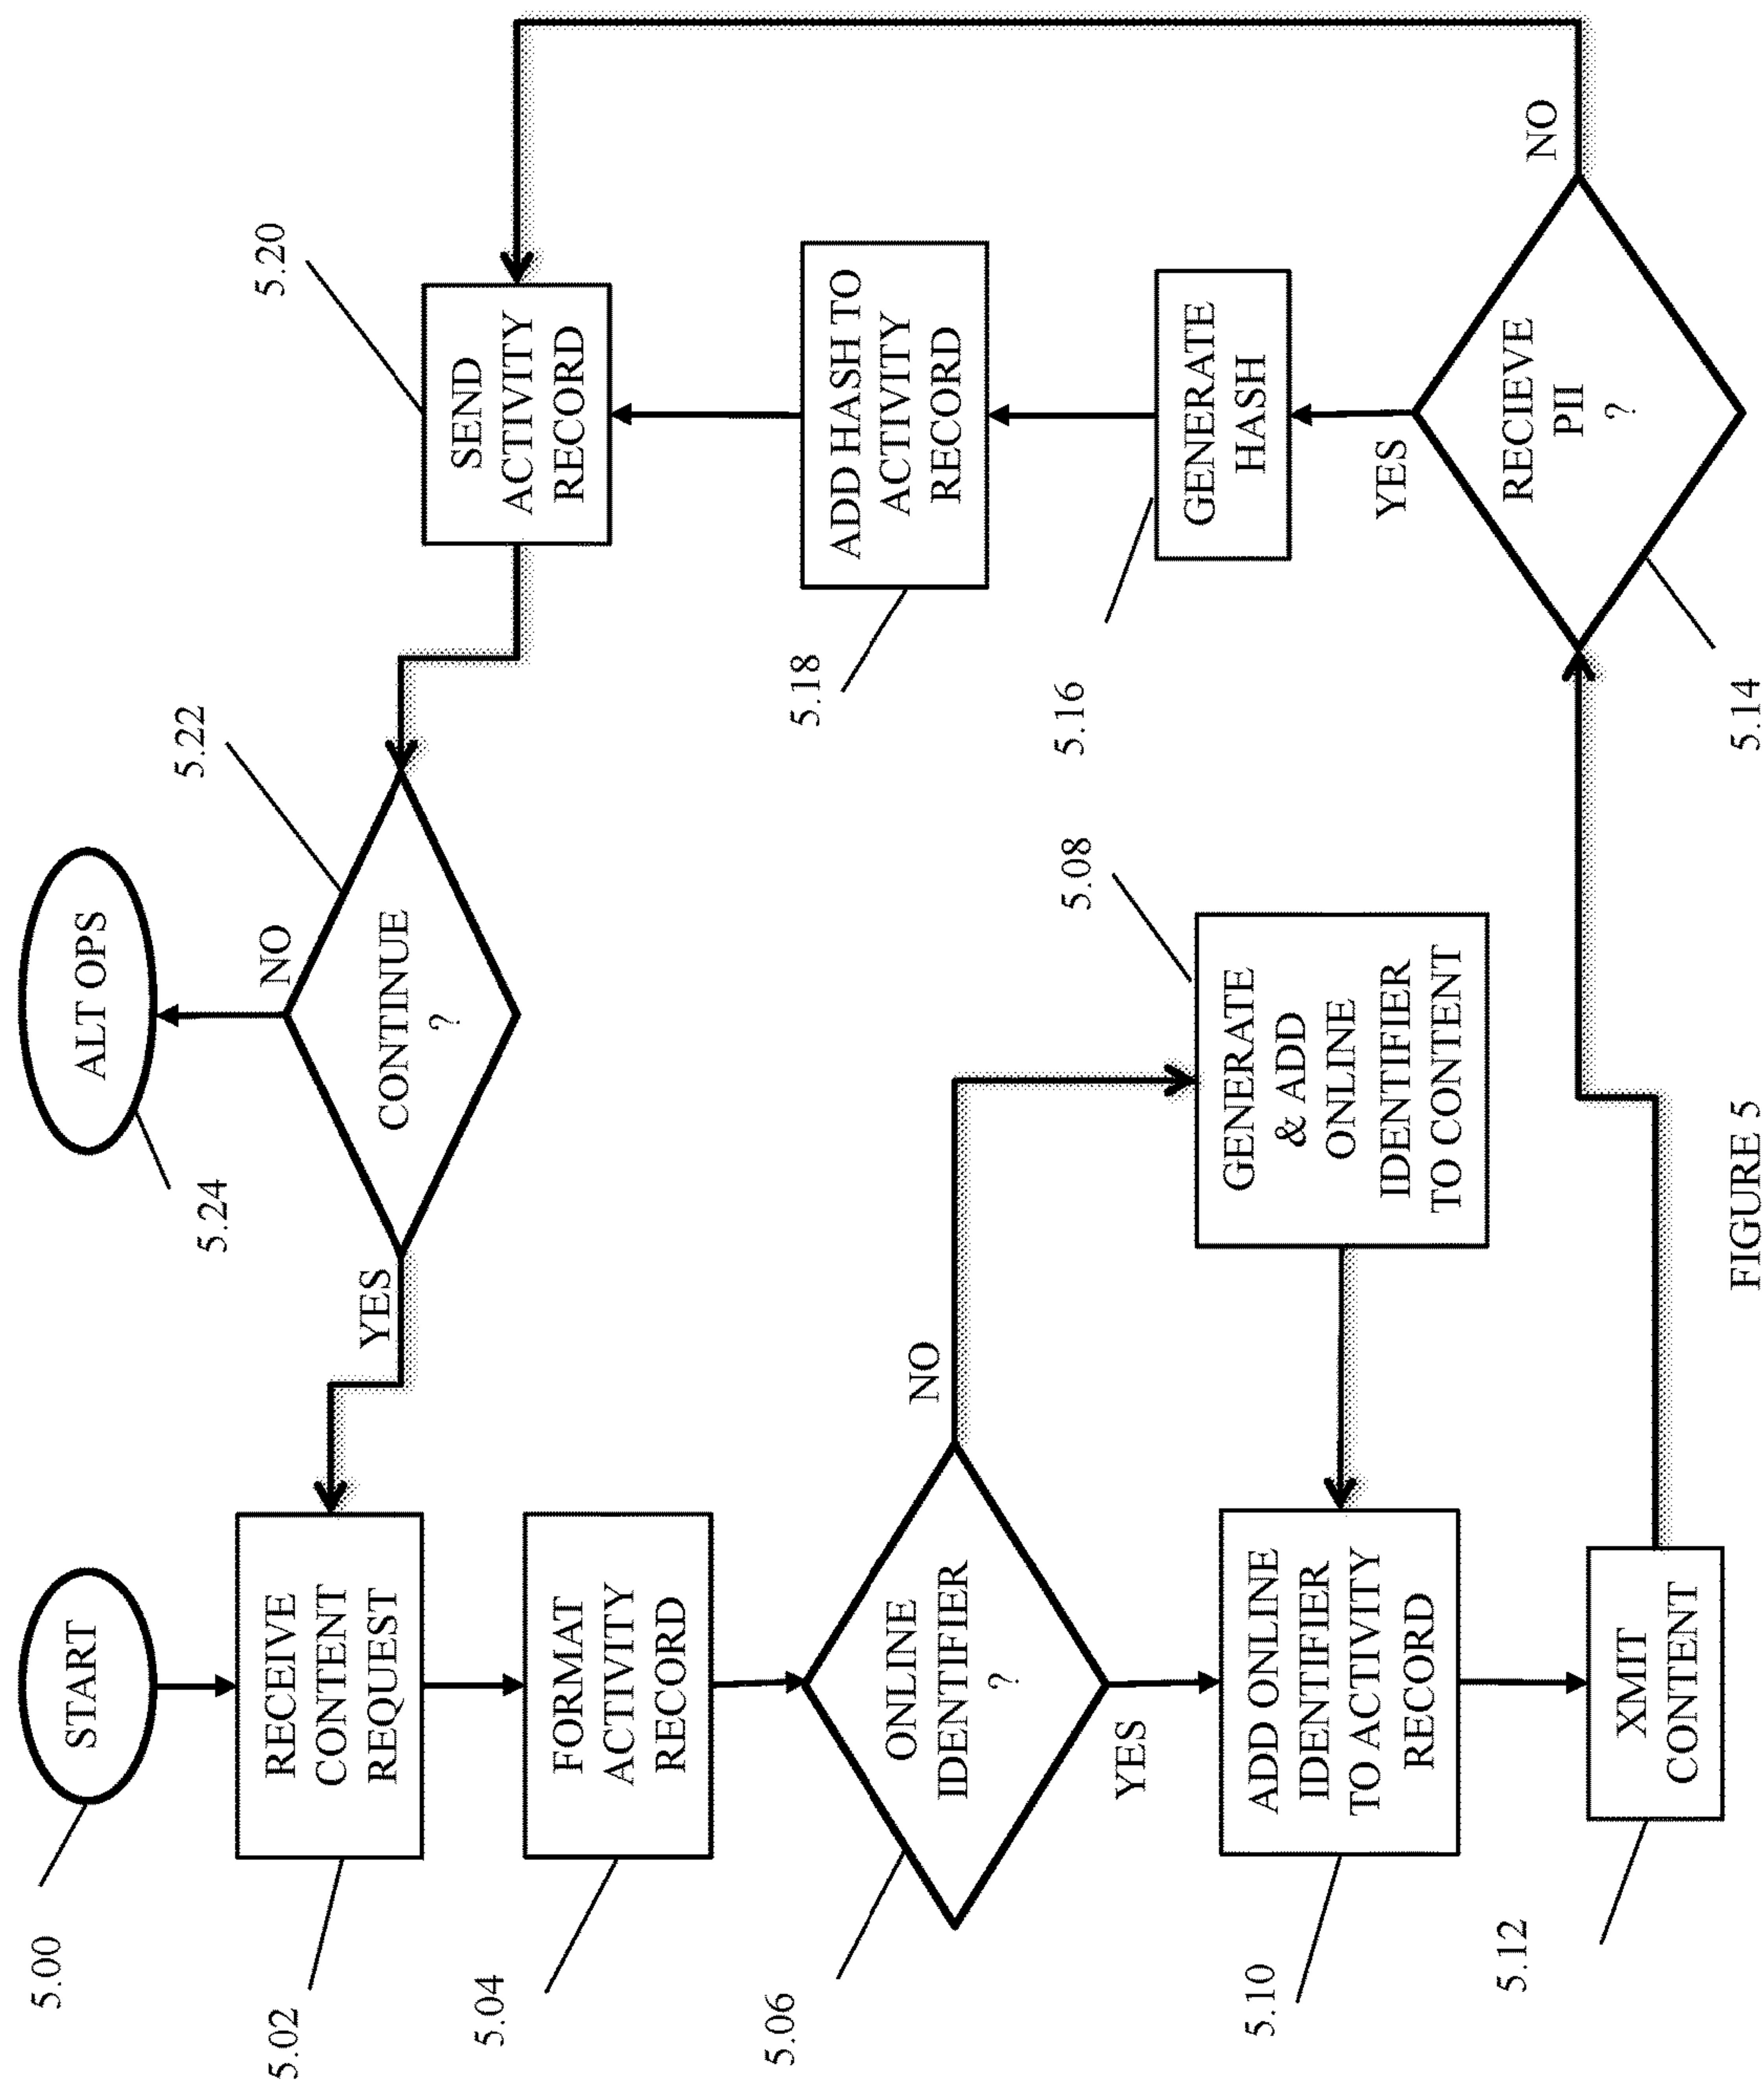 5.00
START
5.02
RECEIVE
CONTENT
REQUEST
5.04
FORMAT
ACTIVITY
RECORD
5.06
ONLINE
IDENTIFIER
?
NO
YES
5.08
GENERATE
& ADD
ONLINE
IDENTIFIER
TO CONTENT
5.10
ADD ONLINE
IDENTIFIER
TO ACTIVITY
RECORD
5.12
XMIT
CONTENT
5.14
RECIEVE
PII
?
NO
YES
5.16
GENERATE
HASH
5.18
ADD HASH TO
ACTIVITY
RECORD
5.20
SEND
ACTIVITY
RECORD
5.22
CONTINUE
?
YES
NO
5.24
ALT OPS
FIGURE 5